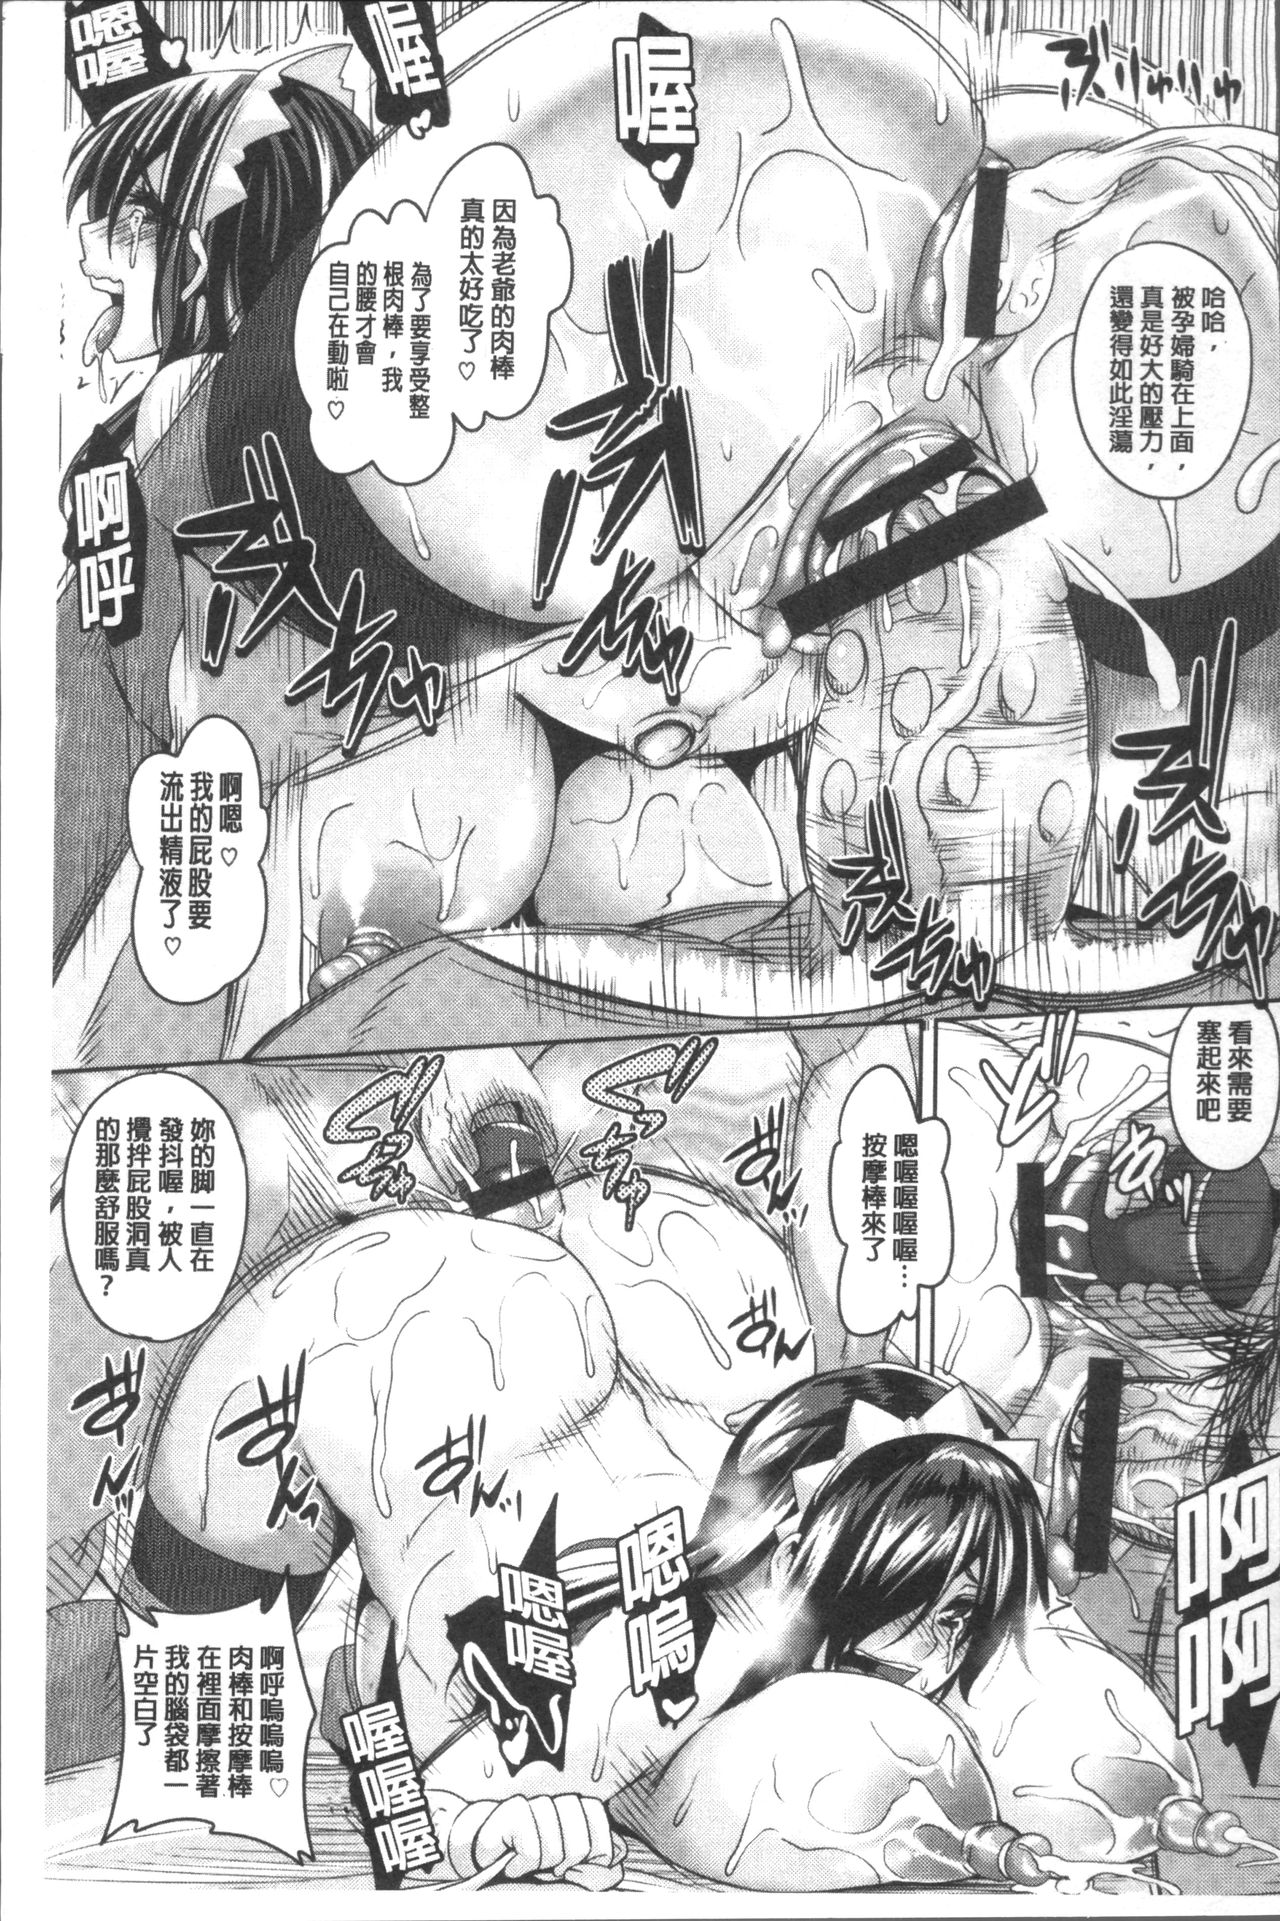 哈哈，
被孕婦騎在上面，
真是好大的壓力，
還變得如此淫蕩
喔
喔
嗯喔
因為老爺的肉棒
真的太好吃了♡
為了要享受整
根肉棒，我
的腰才會
自己在動啦♡
啊呼
啊嗯♡
我的屁股要
流出精液了♡
看來需要
塞起來吧
嗯喔喔喔喔…
按摩棒來了
啊啊
妳的脚一直在
發抖喔，被人
攪拌屁股洞真
的那麼舒服嗎？
嗯嗚
嗯喔
喔喔喔
啊呼嗚嗚嗚♡
肉棒和按摩棒
在裡面摩擦著
我的腦袋都一
片空白了